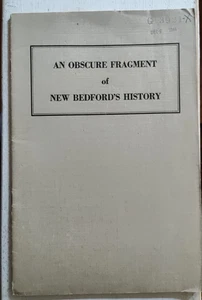 AN OBSCURE FRAGMENT
of
NEW BEDFORD'S HISTORY